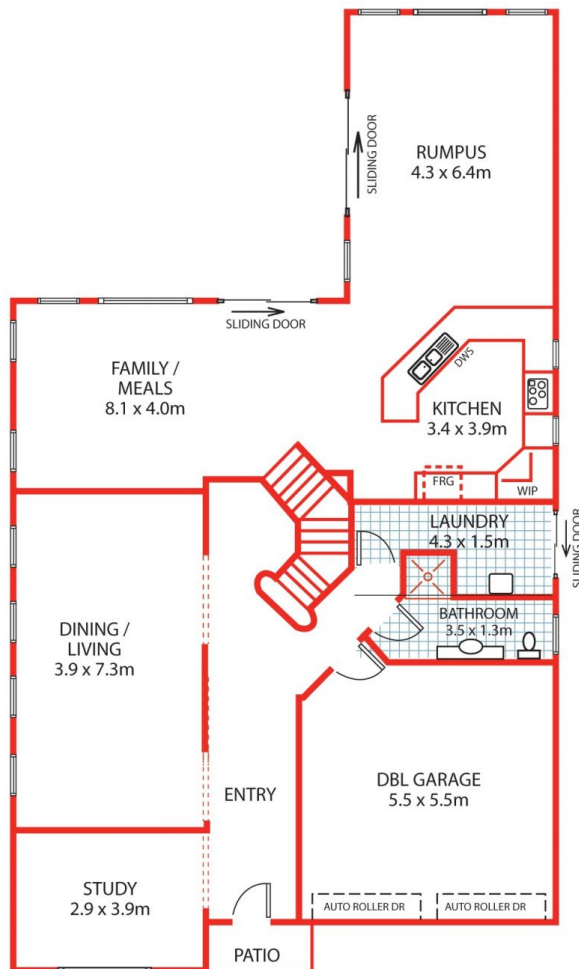 RUMPUS
4.3 x 6.4m
SLIDING DOOR
SLIDING DOOR
FAMILY /
MEALS
8.1 x 4.0m
DWS
KITCHEN
3.4 x 3.9m
FRG
WIP
LAUNDRY
4.3 x 1.5m
SLIDING DOOR
BATHROOM
3.5 x 1.3m
DINING /
LIVING
3.9 x 7.3m
DBL GARAGE
5.5 x 5.5m
ENTRY
STUDY
2.9 x 3.9m
AUTO ROLLER DR
AUTO ROLLER DR
PATIO